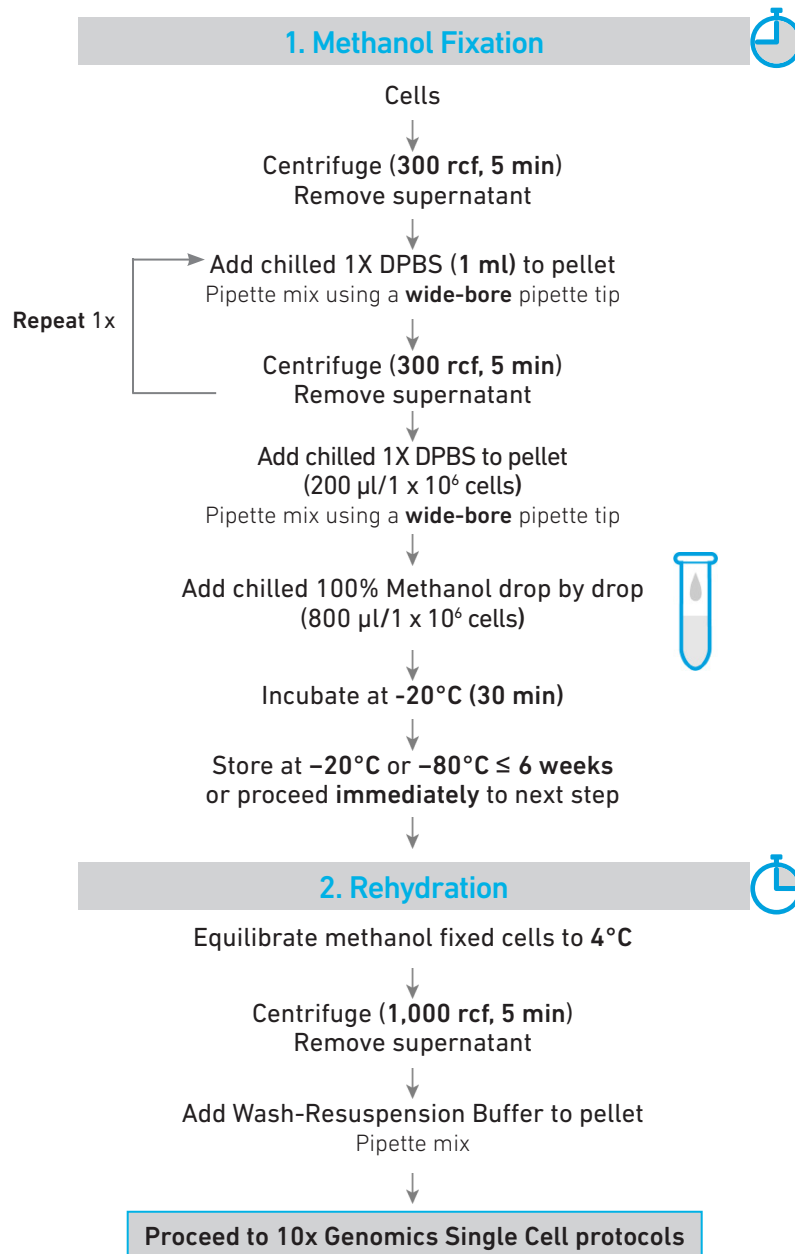 1. Methanol Fixation
Cells
Centrifuge (300 rcf, 5 min)
Remove supernatant
Add chilled 1X DPBS (1 ml) to pellet
Pipette mix using a wide-bore pipette tip
Repeat 1x
Centrifuge (300 rcf, 5 min)
Remove supernatant
Add chilled 1X DPBS to pellet
(200 µl/1 x 10⁶ cells)
Pipette mix using a wide-bore pipette tip
Add chilled 100% Methanol drop by drop
(800 µl/1 x 10⁶ cells)
Incubate at -20°C (30 min)
Store at –20°C or –80°C ≤ 6 weeks
or proceed immediately to next step
2. Rehydration
Equilibrate methanol fixed cells to 4°C
Centrifuge (1,000 rcf, 5 min)
Remove supernatant
Add Wash-Resuspension Buffer to pellet
Pipette mix
Proceed to 10x Genomics Single Cell protocols